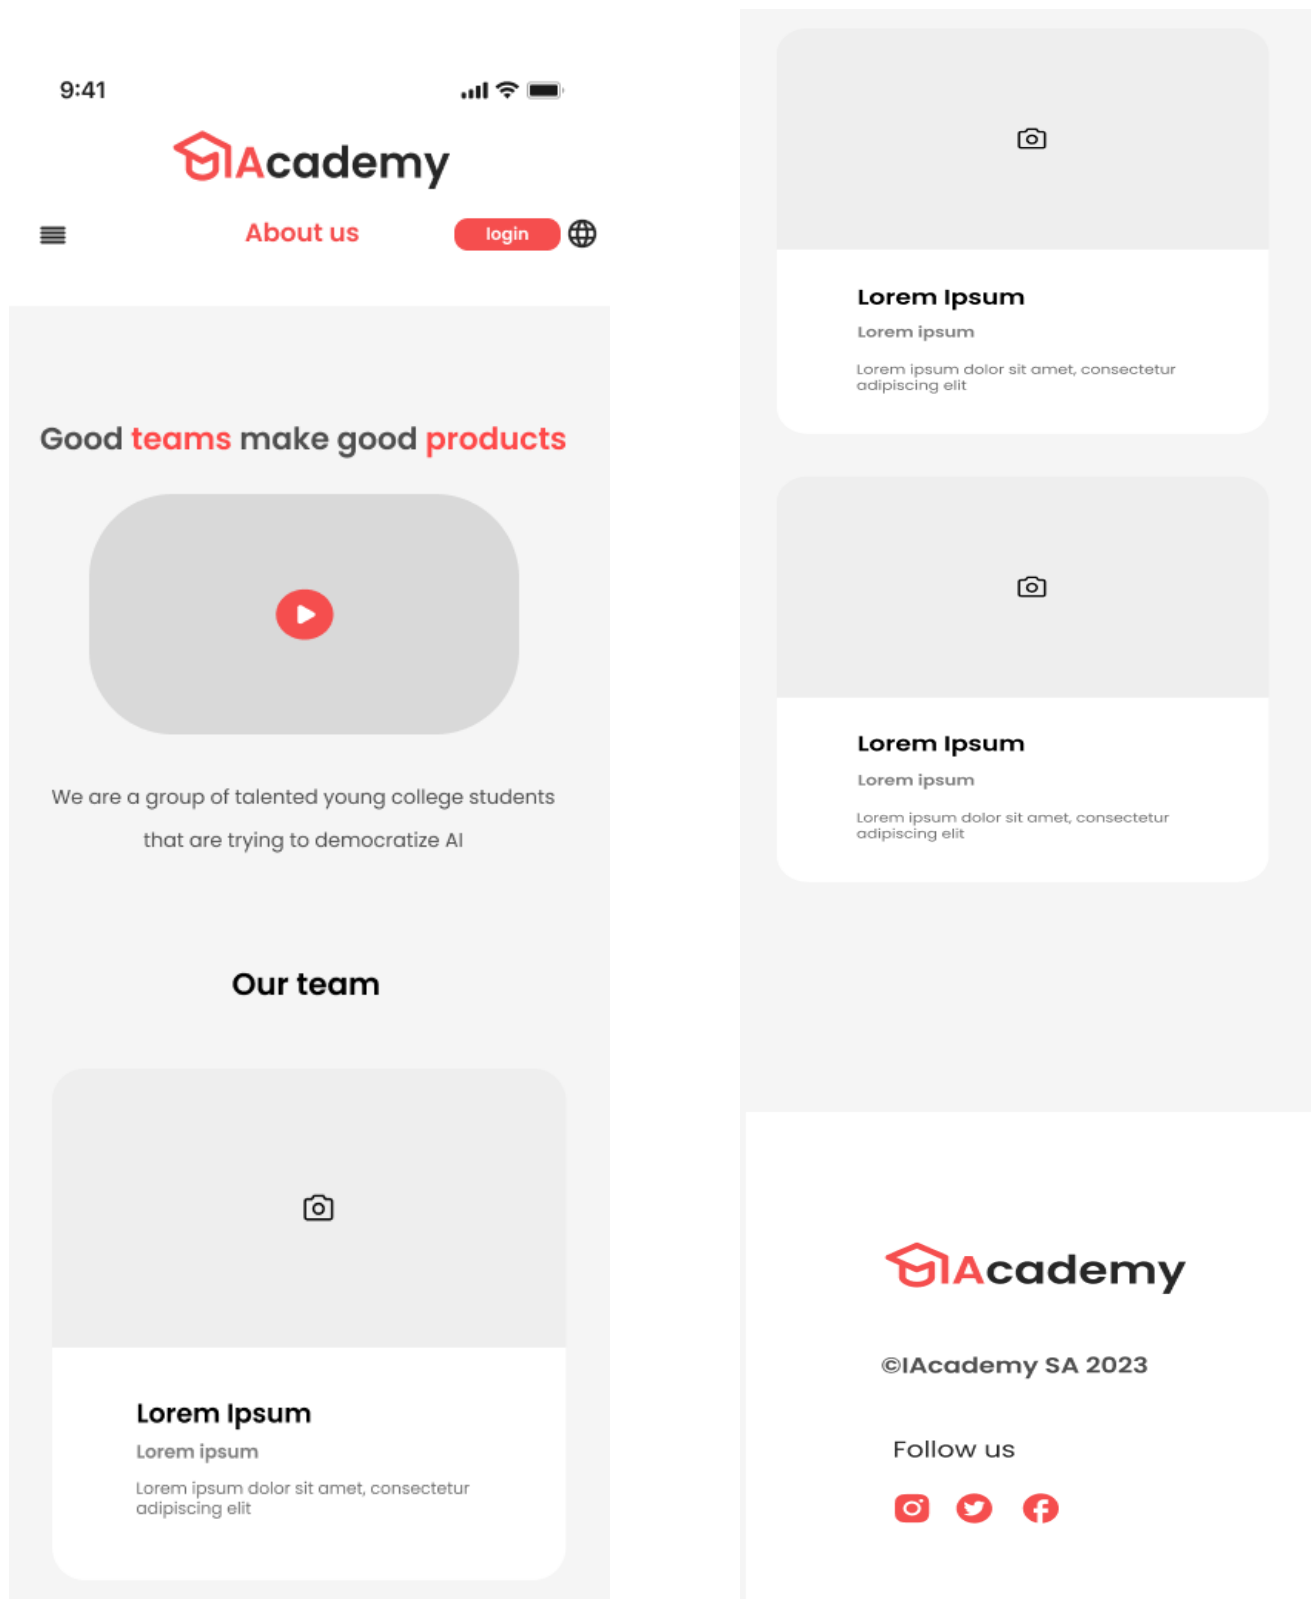 9:41
IAcademy
About us
login
Good teams make good products
We are a group of talented young college students
that are trying to democratize AI
Our team
Lorem Ipsum
Lorem ipsum
Lorem ipsum dolor sit amet, consectetur
adipiscing elit
Lorem Ipsum
Lorem ipsum
Lorem ipsum dolor sit amet, consectetur
adipiscing elit
Lorem Ipsum
Lorem ipsum
Lorem ipsum dolor sit amet, consectetur
adipiscing elit
IAcademy
©IAcademy SA 2023
Follow us